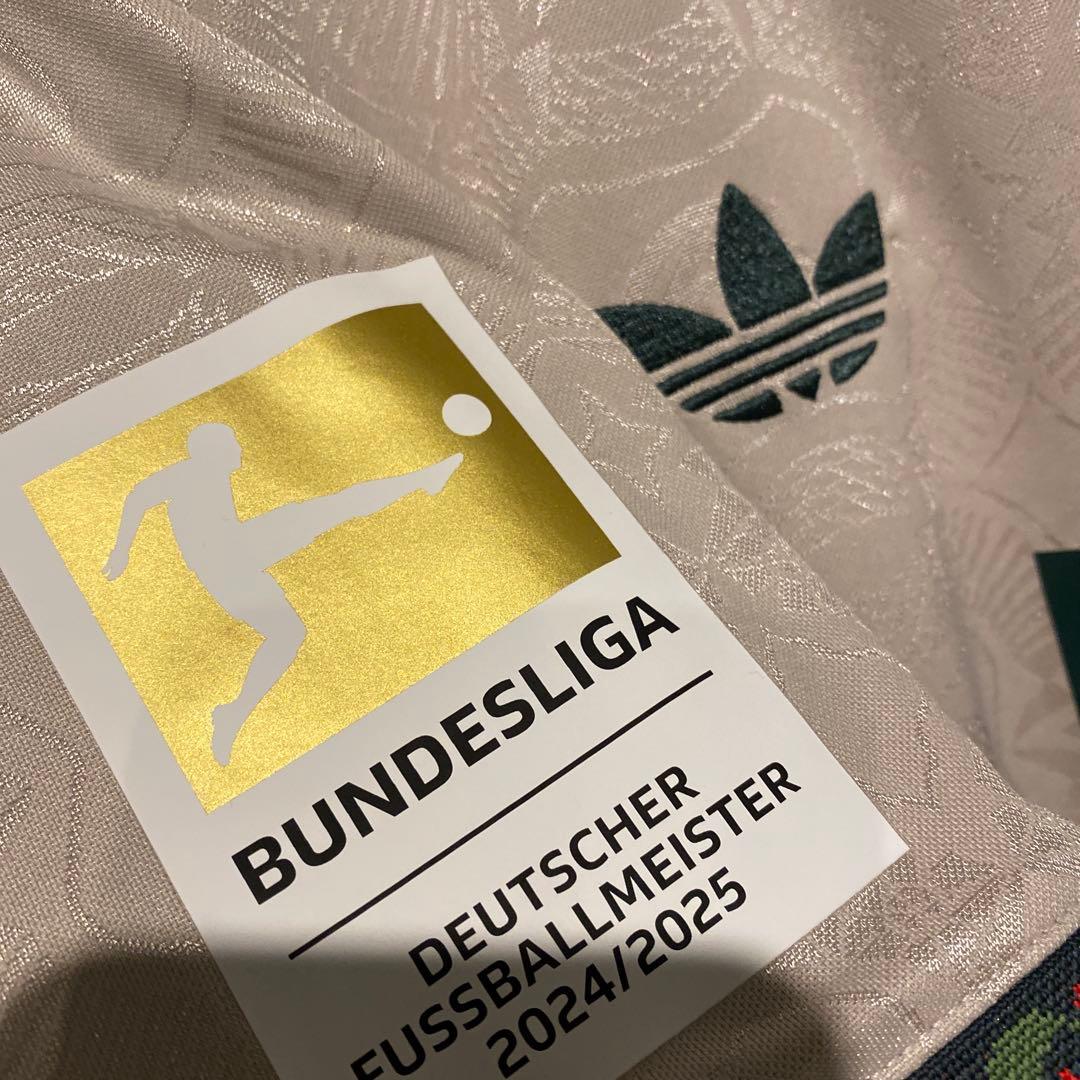 BUNDESLIGA
DEUTSCHER
FUSSBALLMEISTER
2024/2025